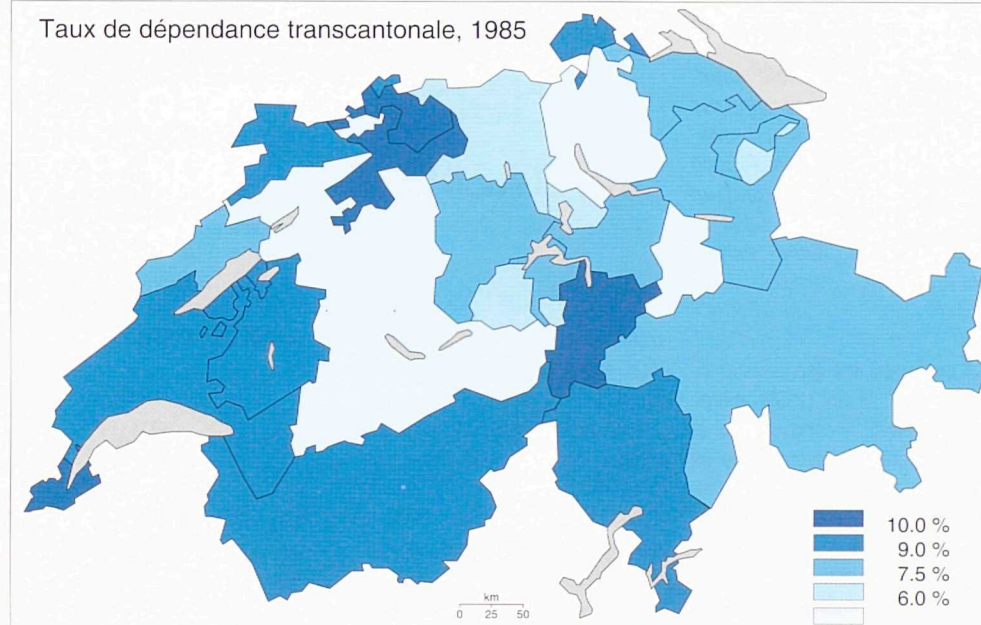 Taux de dépendance transcantonale, 1985
10.0 %
9.0 %
7.5 %
6.0 %
km
0 25 50